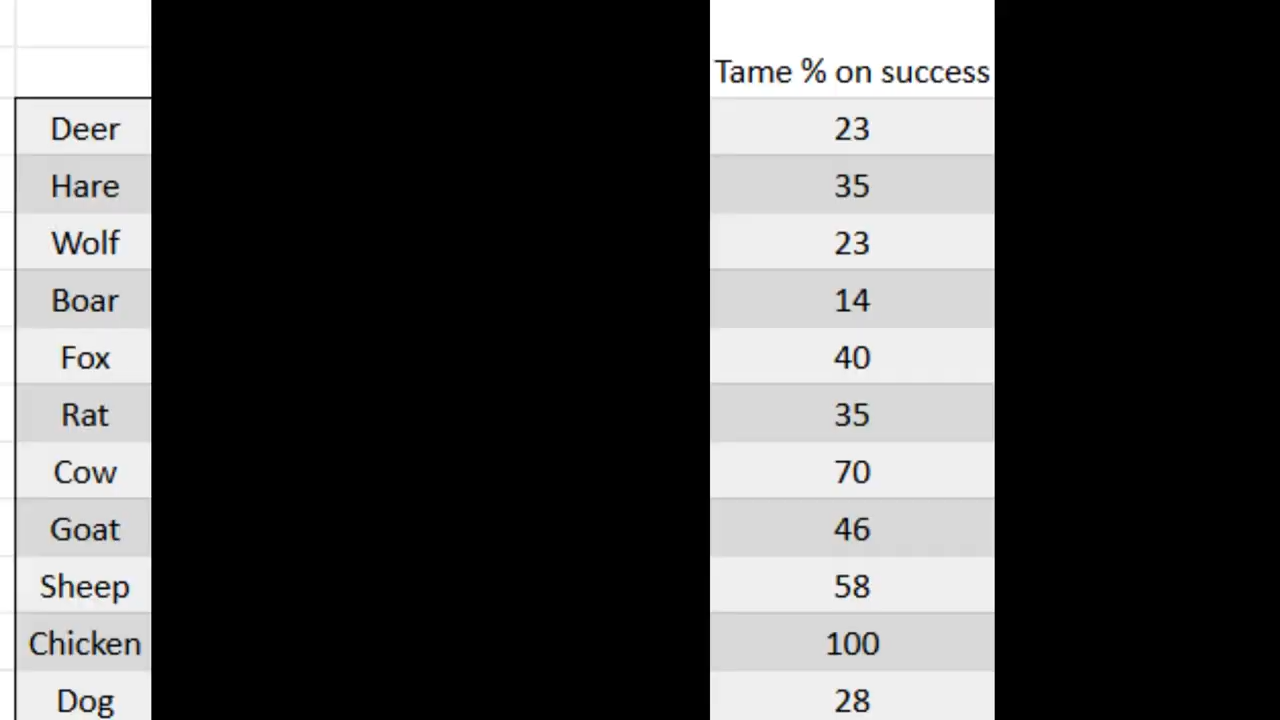 Tame % on success
Deer 23
Hare 35
Wolf 23
Boar 14
Fox 40
Rat 35
Cow 70
Goat 46
Sheep 58
Chicken 100
Dog 28